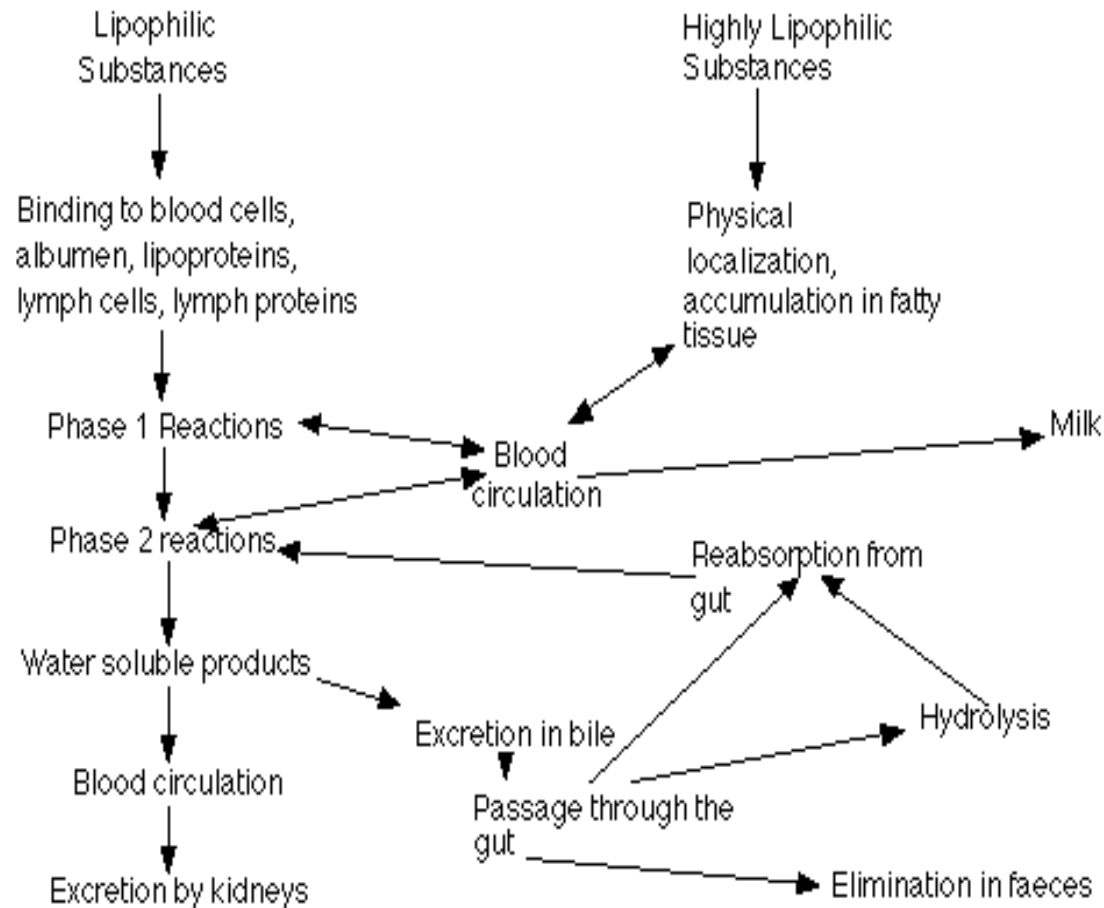 Lipophilic
Substances
Highly Lipophilic
Substances
Binding to blood cells,
albumen, lipoproteins,
lymph cells, lymph proteins
Physical
localization,
accumulation in fatty
tissue
Phase 1 Reactions
Blood
circulation
Milk
Phase 2 reactions
Reabsorption from
gut
Water soluble products
Excretion in bile
Hydrolysis
Blood circulation
Passage through the
gut
Excretion by kidneys
Elimination in faeces